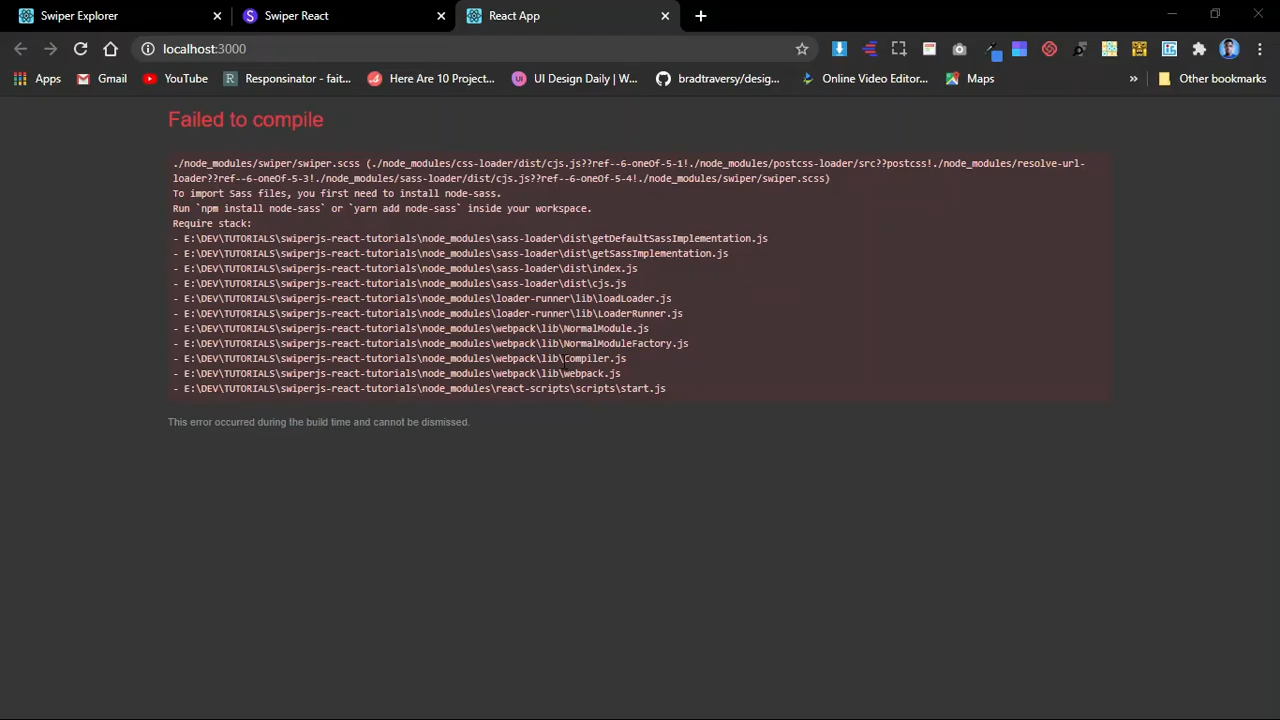 Swiper Explorer
Swiper React
React App
localhost:3000
Apps
Gmail
YouTube
Responsinator - fait...
Here Are 10 Project...
UI Design Daily | W...
bradtraversy/desig...
Online Video Editor...
Maps
»
Other bookmarks
Failed to compile
./node_modules/swiper/swiper.scss (./node_modules/css-loader/dist/cjs.js??ref--6-oneOf-5-1!./node_modules/postcss-loader/src??postcss!./node_modules/resolve-url-
loader??ref--6-oneOf-5-3!./node_modules/sass-loader/dist/cjs.js??ref--6-oneOf-5-4!./node_modules/swiper/swiper.scss)
To import Sass files, you first need to install node-sass.
Run `npm install node-sass` or `yarn add node-sass` inside your workspace.
Require stack:
- E:\DEV\TUTORIALS\swiperjs-react-tutorials\node_modules\sass-loader\dist\getDefaultSassImplementation.js
- E:\DEV\TUTORIALS\swiperjs-react-tutorials\node_modules\sass-loader\dist\getSassImplementation.js
- E:\DEV\TUTORIALS\swiperjs-react-tutorials\node_modules\sass-loader\dist\index.js
- E:\DEV\TUTORIALS\swiperjs-react-tutorials\node_modules\sass-loader\dist\cjs.js
- E:\DEV\TUTORIALS\swiperjs-react-tutorials\node_modules\loader-runner\lib\loadLoader.js
- E:\DEV\TUTORIALS\swiperjs-react-tutorials\node_modules\loader-runner\lib\LoaderRunner.js
- E:\DEV\TUTORIALS\swiperjs-react-tutorials\node_modules\webpack\lib\NormalModule.js
- E:\DEV\TUTORIALS\swiperjs-react-tutorials\node_modules\webpack\lib\NormalModuleFactory.js
- E:\DEV\TUTORIALS\swiperjs-react-tutorials\node_modules\webpack\lib\Compiler.js
- E:\DEV\TUTORIALS\swiperjs-react-tutorials\node_modules\webpack\lib\webpack.js
- E:\DEV\TUTORIALS\swiperjs-react-tutorials\node_modules\react-scripts\scripts\start.js
This error occurred during the build time and cannot be dismissed.